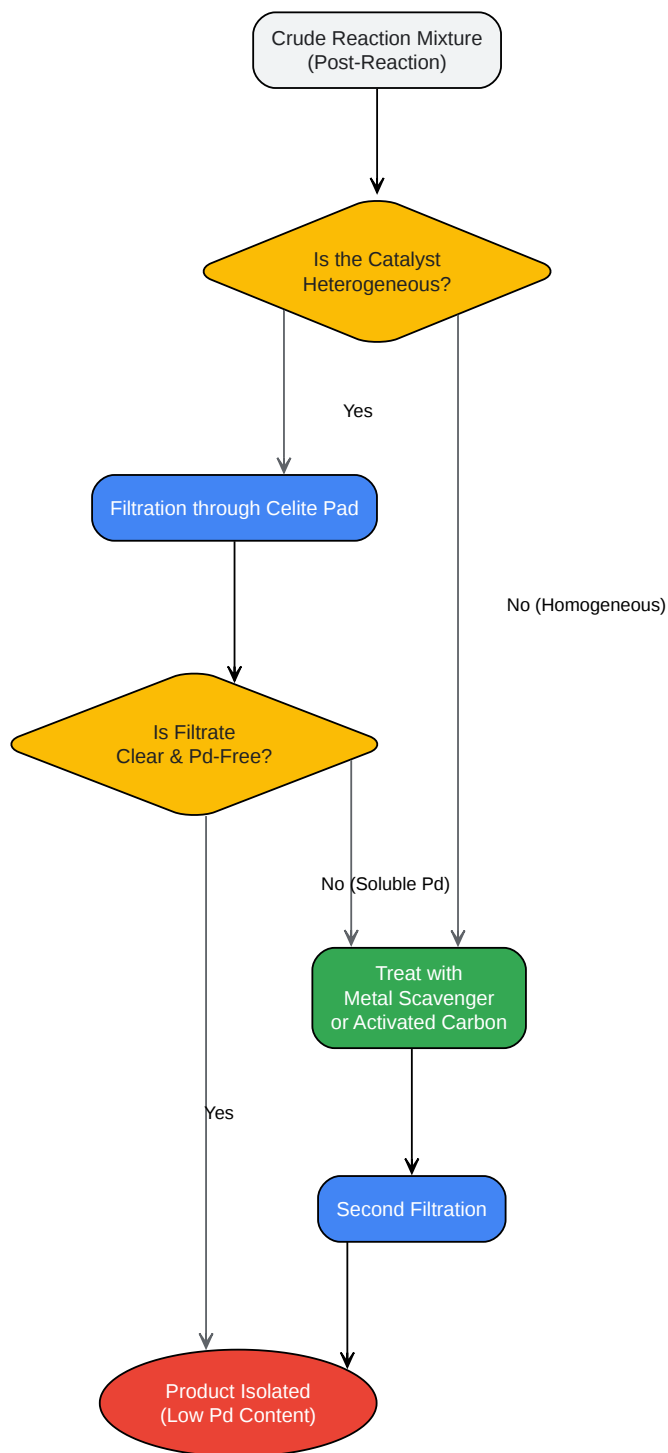 Crude Reaction Mixture
(Post-Reaction)
Is the Catalyst
Heterogeneous?
Yes
Filtration through Celite Pad
No (Homogeneous)
Is Filtrate
Clear & Pd-Free?
No (Soluble Pd)
Treat with
Metal Scavenger
or Activated Carbon
Yes
Second Filtration
Product Isolated
(Low Pd Content)